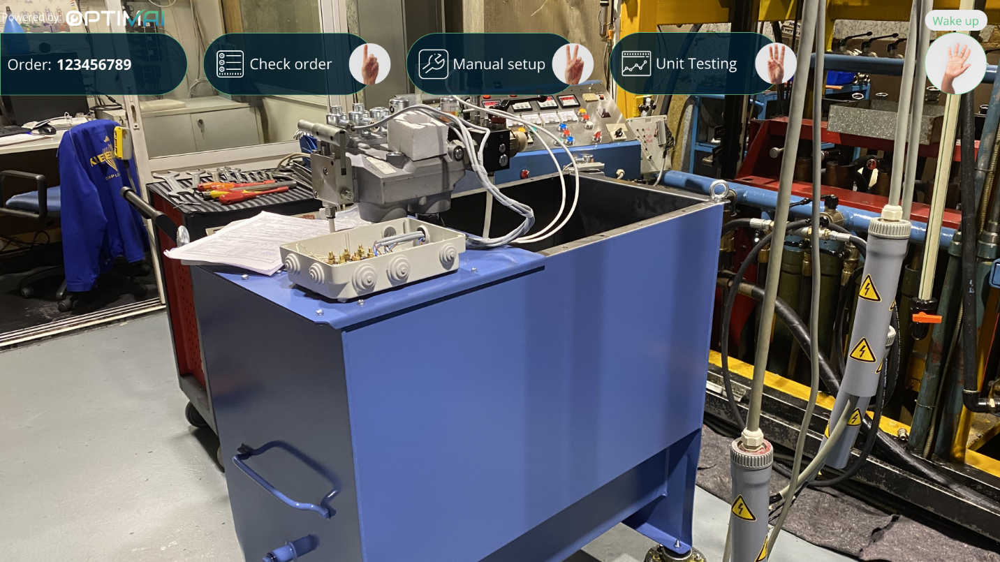 Powered by: OPTIMAI
Wake up
Order: 123456789
Check order
Manual setup
Unit Testing